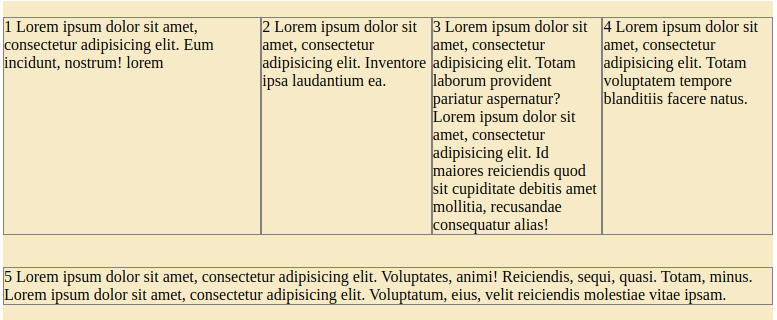 1 Lorem ipsum dolor sit amet,
consectetur adipisicing elit. Eum
incidunt, nostrum! lorem
2 Lorem ipsum dolor sit
amet, consectetur
adipisicing elit. Inventore
ipsa laudantium ea.
3 Lorem ipsum dolor sit
amet, consectetur
adipisicing elit. Totam
laborum provident
pariatur aspernatur?
Lorem ipsum dolor sit
amet, consectetur
adipisicing elit. Id
maiores reiciendis quod
sit cupiditate debitis amet
mollitia, recusandae
consequatur alias!
4 Lorem ipsum dolor sit
amet, consectetur
adipisicing elit. Totam
voluptatem tempore
blanditiis facere natus.
5 Lorem ipsum dolor sit amet, consectetur adipisicing elit. Voluptates, animi! Reiciendis, sequi, quasi. Totam, minus.
Lorem ipsum dolor sit amet, consectetur adipisicing elit. Voluptatum, eius, velit reiciendis molestiae vitae ipsam.